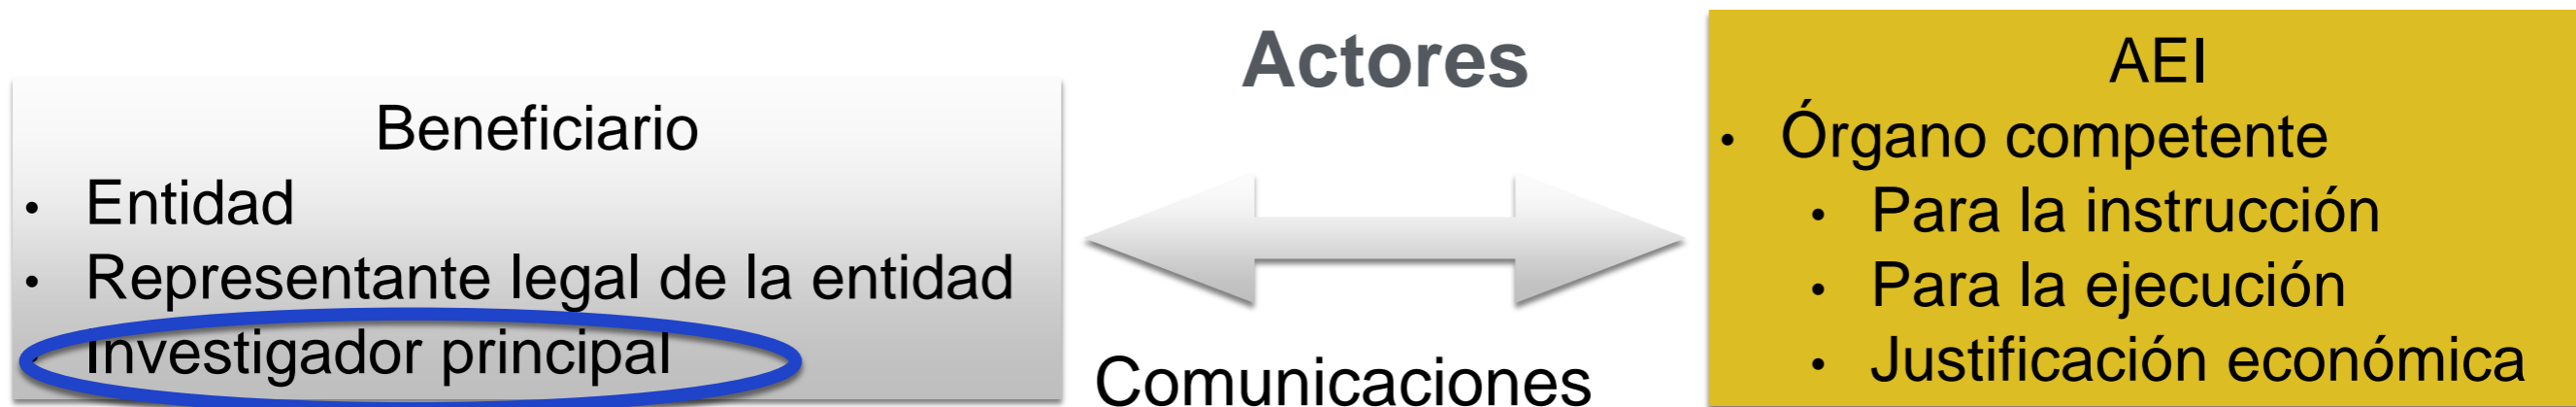 Actores
Beneficiario
• Entidad
• Representante legal de la entidad
• Investigador principal
Comunicaciones
AEI
• Órgano competente
• Para la instrucción
• Para la ejecución
• Justificación económica